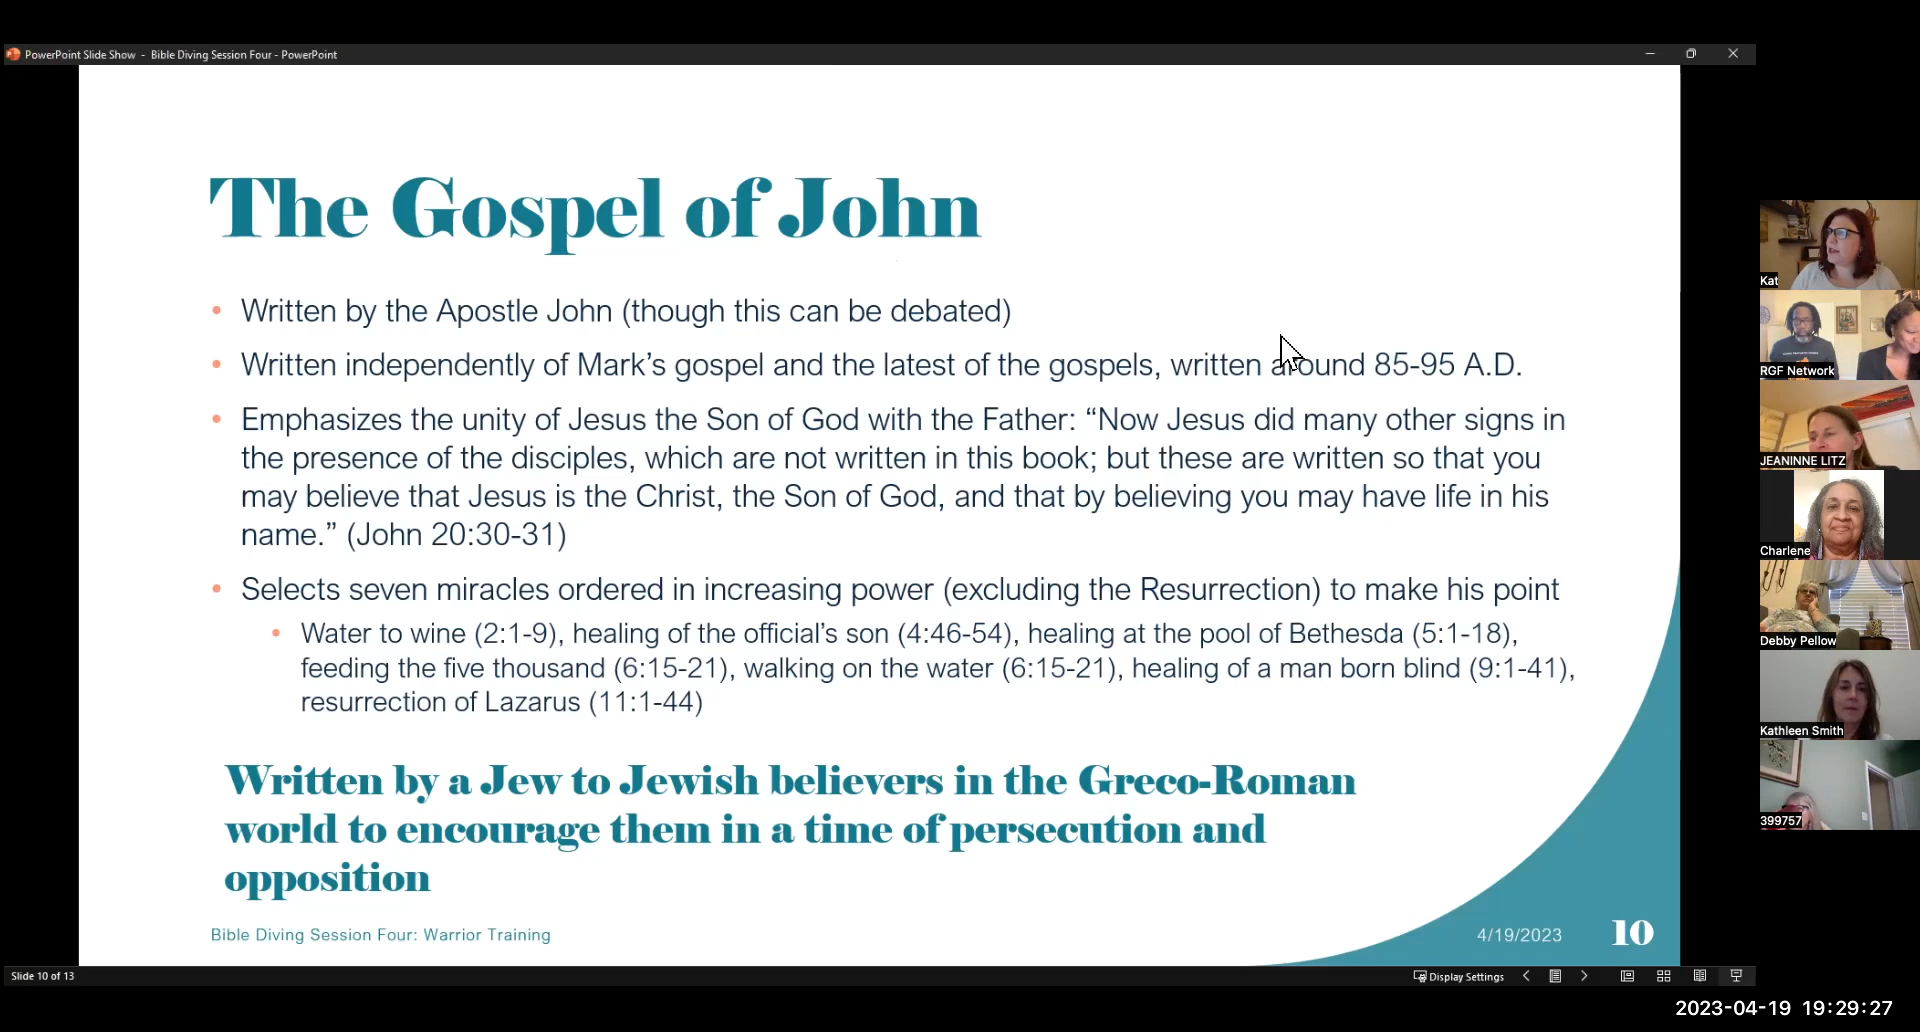 PowerPoint Slide Show - Bible Diving Session Four - PowerPoint
The Gospel of John
• Written by the Apostle John (though this can be debated)
• Written independently of Mark's gospel and the latest of the gospels, written around 85-95 A.D.
• Emphasizes the unity of Jesus the Son of God with the Father: “Now Jesus did many other signs in
the presence of the disciples, which are not written in this book; but these are written so that you
may believe that Jesus is the Christ, the Son of God, and that by believing you may have life in his
name.” (John 20:30-31)
• Selects seven miracles ordered in increasing power (excluding the Resurrection) to make his point
• Water to wine (2:1-9), healing of the official's son (4:46-54), healing at the pool of Bethesda (5:1-18),
feeding the five thousand (6:15-21), walking on the water (6:15-21), healing of a man born blind (9:1-41),
resurrection of Lazarus (11:1-44)
Written by a Jew to Jewish believers in the Greco-Roman
world to encourage them in a time of persecution and
opposition
Bible Diving Session Four: Warrior Training
4/19/2023
10
Slide 10 of 13
Display Settings
Kat
RGF Network
JEANINNE LITZ
Charlene
Debby Pellow
Kathleen Smith
399757
2023-04-19 19:29:27